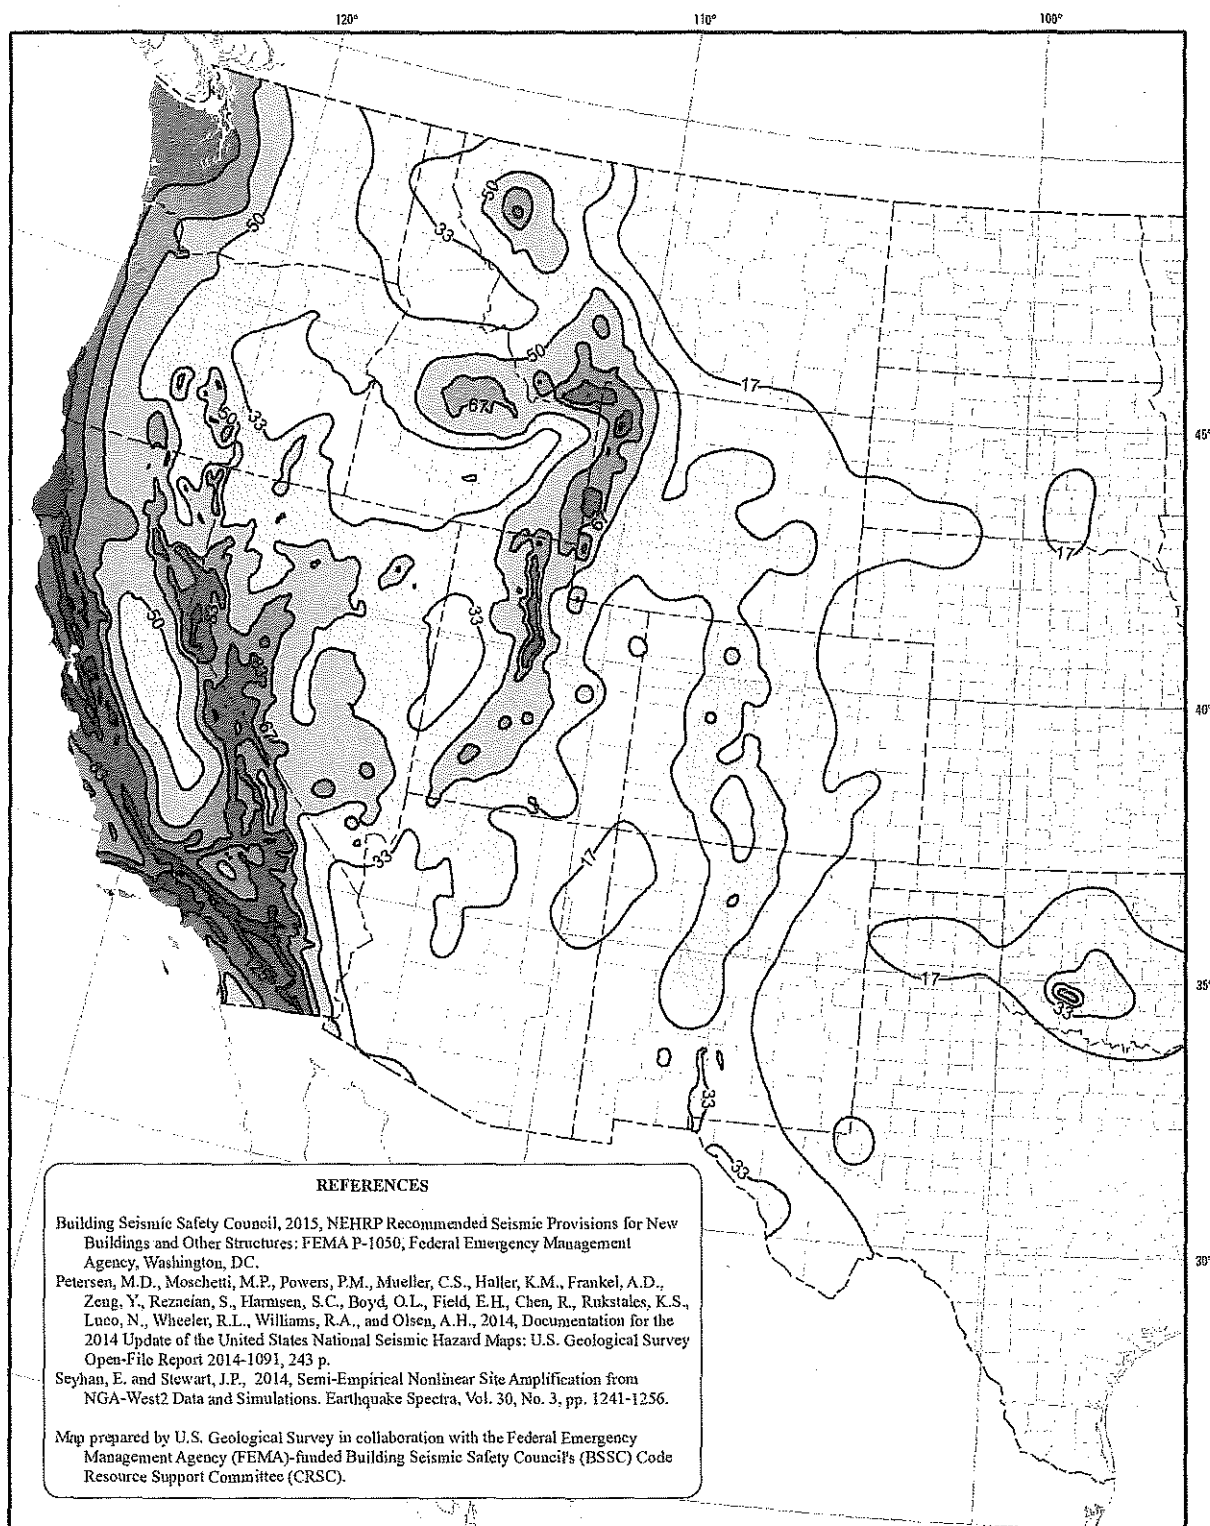 120° 110° 100°
50
50
33
50
17
50
33
67
45°
17
67
83
33
50
40°
67
83
33
17
17
35°
33
33
33
30°
REFERENCES
Building Seismic Safety Council, 2015, NEHRP Recommended Seismic Provisions for New
Buildings and Other Structures: FEMA P-1050, Federal Emergency Management
Agency, Washington, DC.
Petersen, M.D., Moschetti, M.P., Powers, P.M., Mueller, C.S., Haller, K.M., Frankel, A.D.,
Zeng, Y., Rezaeian, S., Harmsen, S.C., Boyd, O.L., Field, E.H., Chen, R., Rukstales, K.S.,
Luco, N., Wheeler, R.L., Williams, R.A., and Olsen, A.H., 2014, Documentation for the
2014 Update of the United States National Seismic Hazard Maps: U.S. Geological Survey
Open-File Report 2014-1091, 243 p.
Seyhan, E. and Stewart, J.P., 2014, Semi-Empirical Nonlinear Site Amplification from
NGA-West2 Data and Simulations. Earthquake Spectra, Vol. 30, No. 3, pp. 1241-1256.
Map prepared by U.S. Geological Survey in collaboration with the Federal Emergency
Management Agency (FEMA)-funded Building Seismic Safety Council's (BSSC) Code
Resource Support Committee (CRSC).